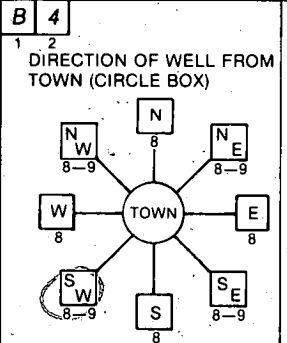 B 4
1 2
DIRECTION OF WELL FROM
TOWN (CIRCLE BOX)
N
8
N W
8-9
N E
8-9
W
8
TOWN
E
8
S W
8-9
S E
8-9
S
8